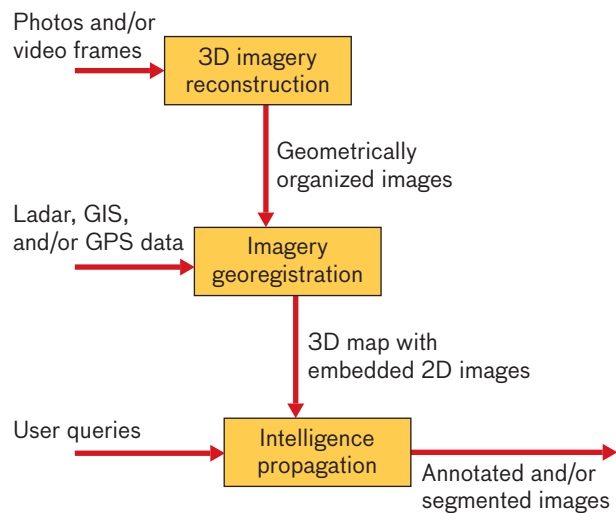 Photos and/or
video frames
3D imagery
reconstruction
Geometrically
organized images
Ladar, GIS,
and/or GPS data
Imagery
georegistration
3D map with
embedded 2D images
User queries
Intelligence
propagation
Annotated and/or
segmented images